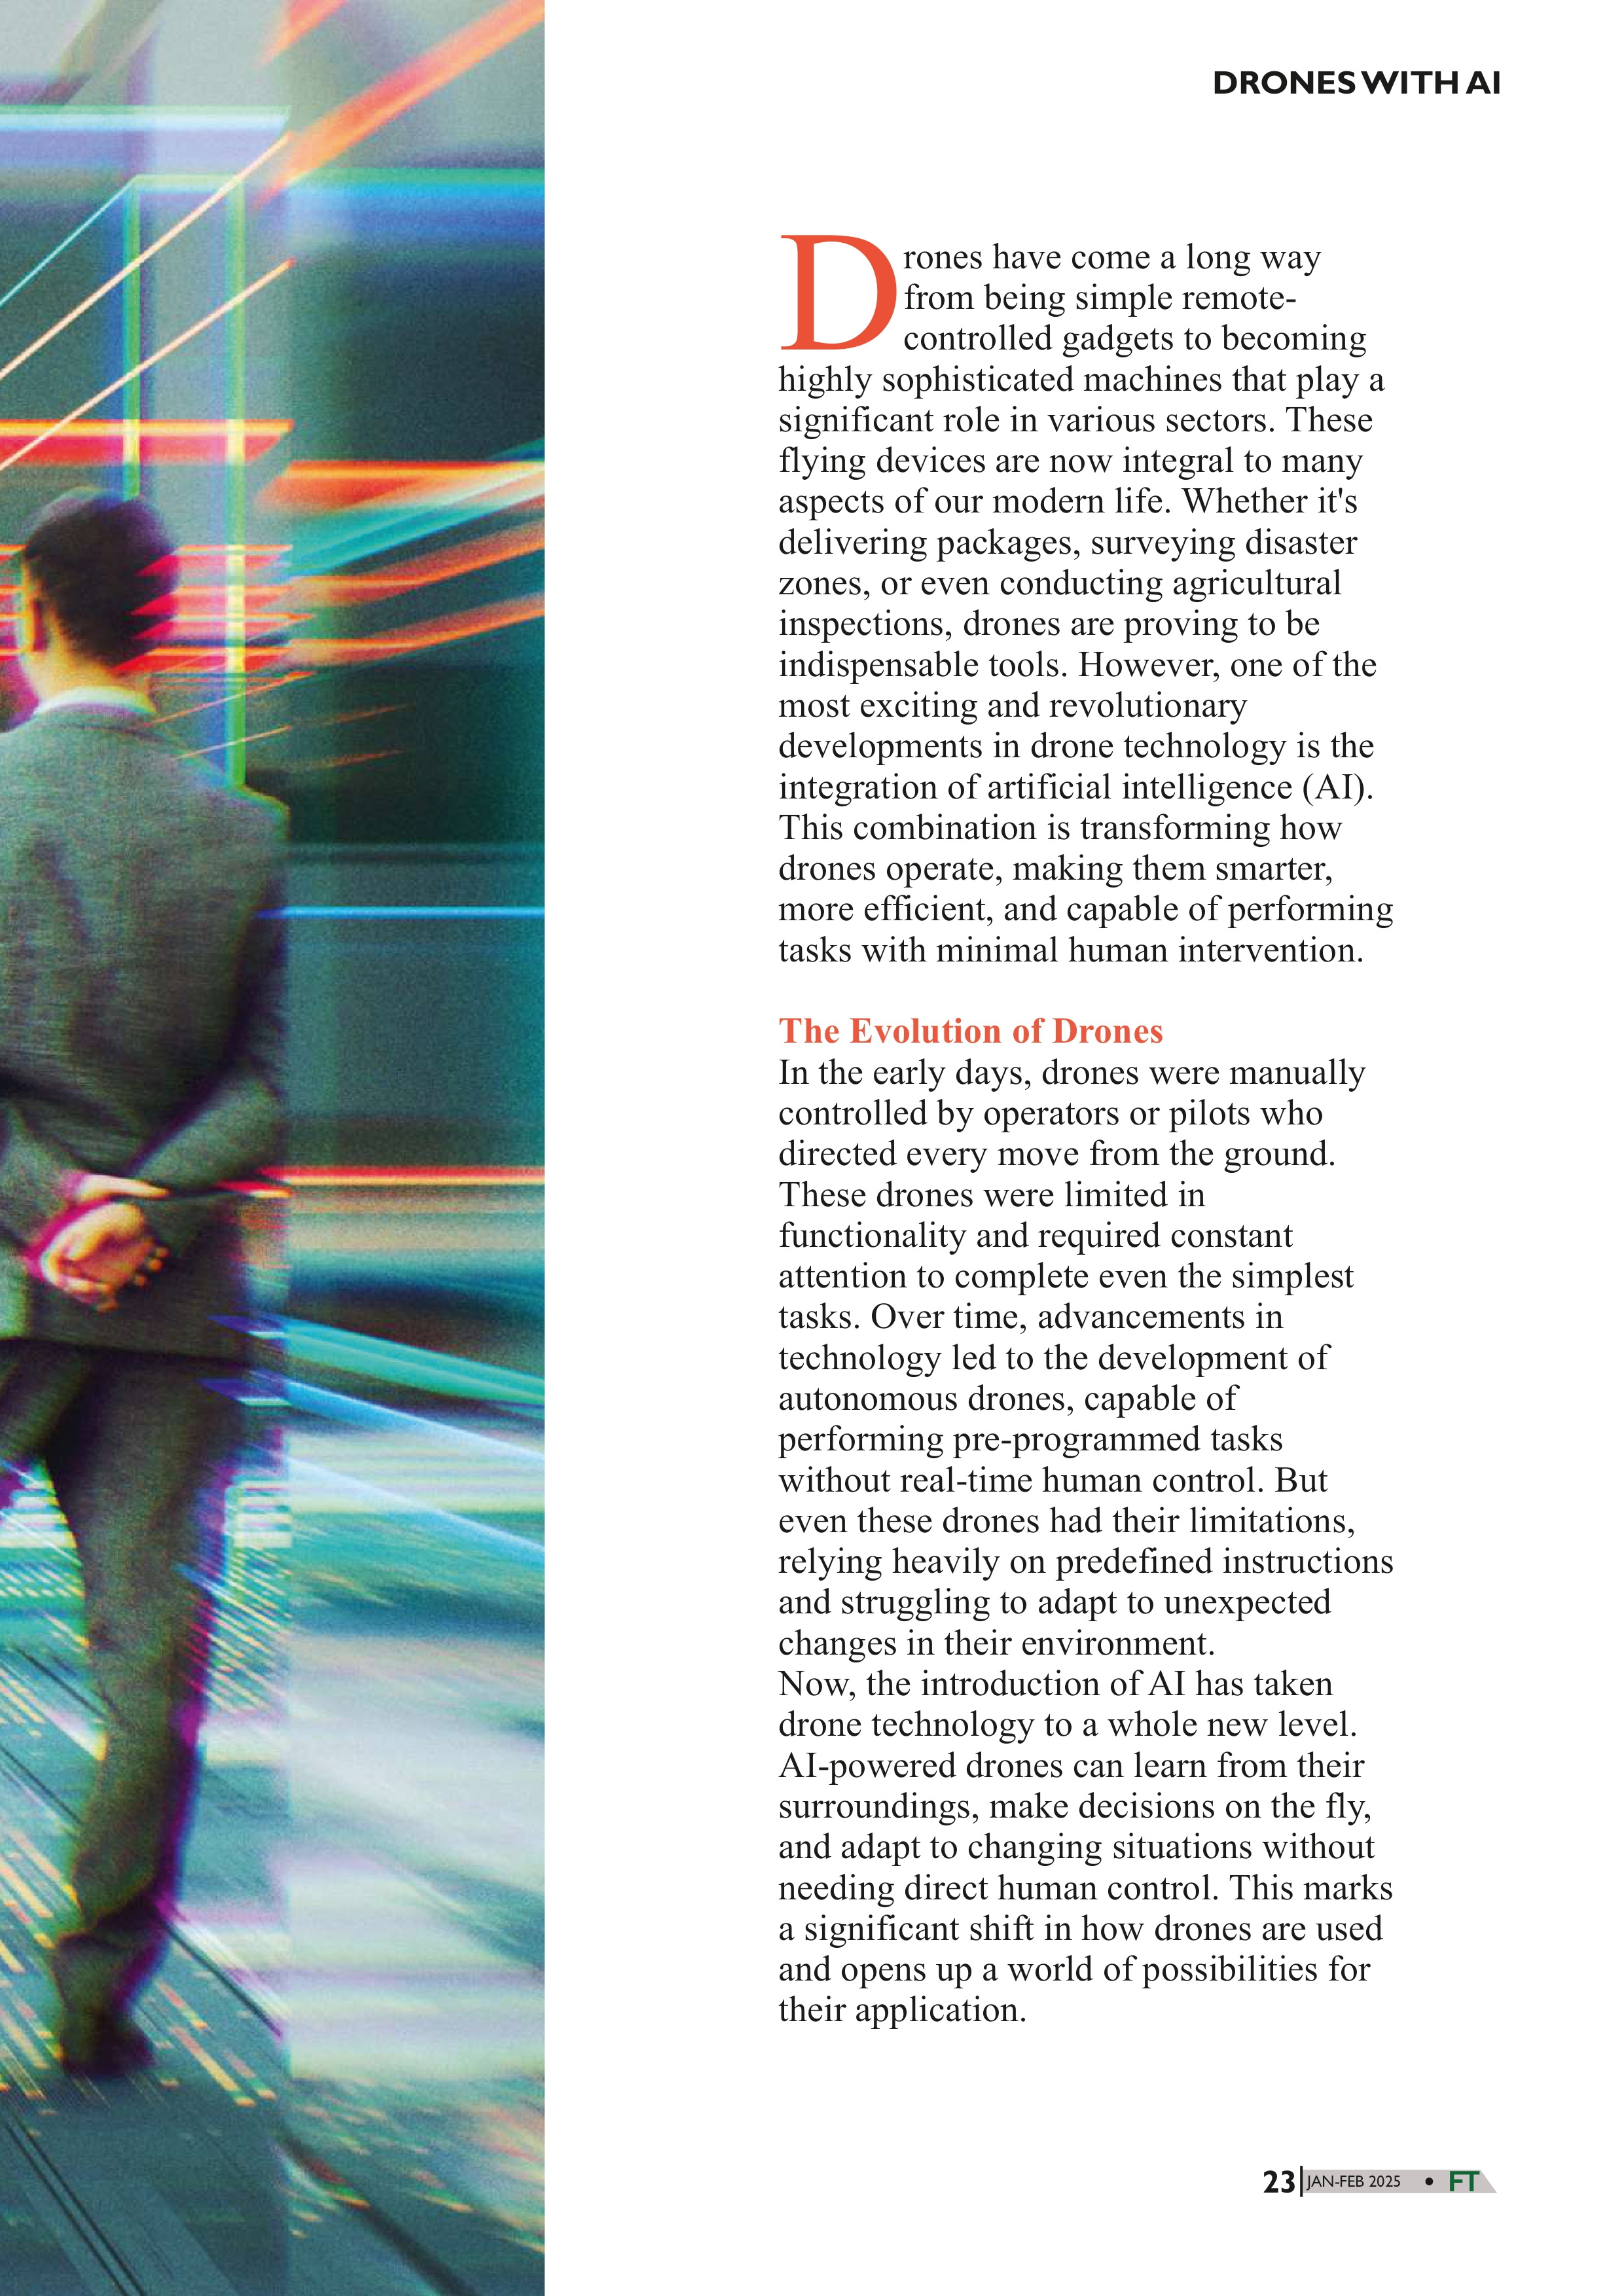 DRONES WITH AI
Drones have come a long way
from being simple remote-
controlled gadgets to becoming
highly sophisticated machines that play a
significant role in various sectors. These
flying devices are now integral to many
aspects of our modern life. Whether it's
delivering packages, surveying disaster
zones, or even conducting agricultural
inspections, drones are proving to be
indispensable tools. However, one of the
most exciting and revolutionary
developments in drone technology is the
integration of artificial intelligence (AI).
This combination is transforming how
drones operate, making them smarter,
more efficient, and capable of performing
tasks with minimal human intervention.
The Evolution of Drones
In the early days, drones were manually
controlled by operators or pilots who
directed every move from the ground.
These drones were limited in
functionality and required constant
attention to complete even the simplest
tasks. Over time, advancements in
technology led to the development of
autonomous drones, capable of
performing pre-programmed tasks
without real-time human control. But
even these drones had their limitations,
relying heavily on predefined instructions
and struggling to adapt to unexpected
changes in their environment.
Now, the introduction of AI has taken
drone technology to a whole new level.
AI-powered drones can learn from their
surroundings, make decisions on the fly,
and adapt to changing situations without
needing direct human control. This marks
a significant shift in how drones are used
and opens up a world of possibilities for
their application.
23 JAN-FEB 2025 • FT